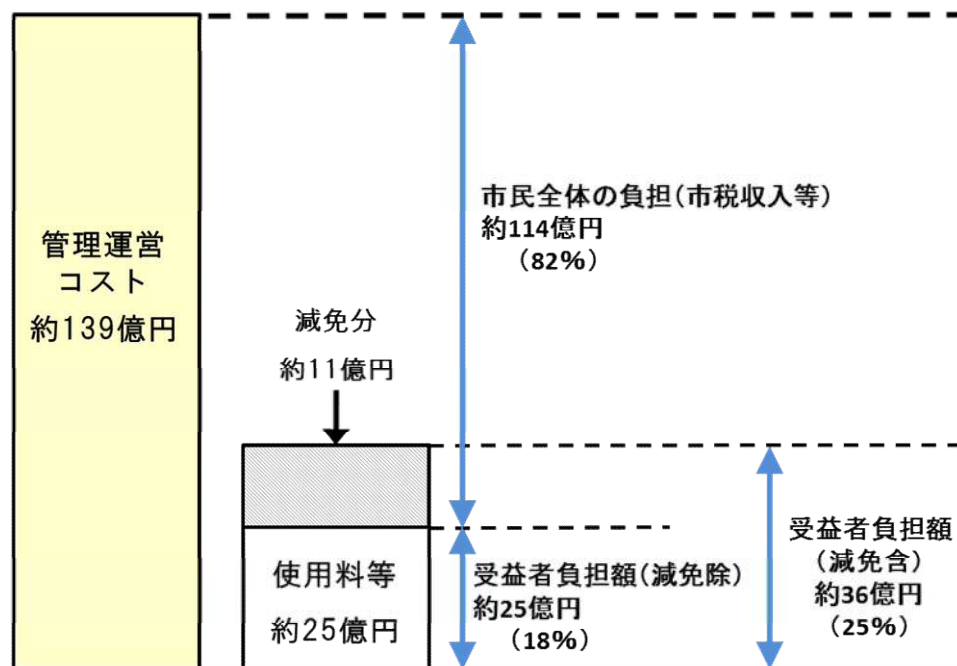 管理運営
コスト
約139億円
減免分
約11億円
使用料等
約25億円
市民全体の負担(市税収入等)
約114億円
(82%)
受益者負担額(減免除)
約25億円
(18%)
受益者負担額
(減免含)
約36億円
(25%)